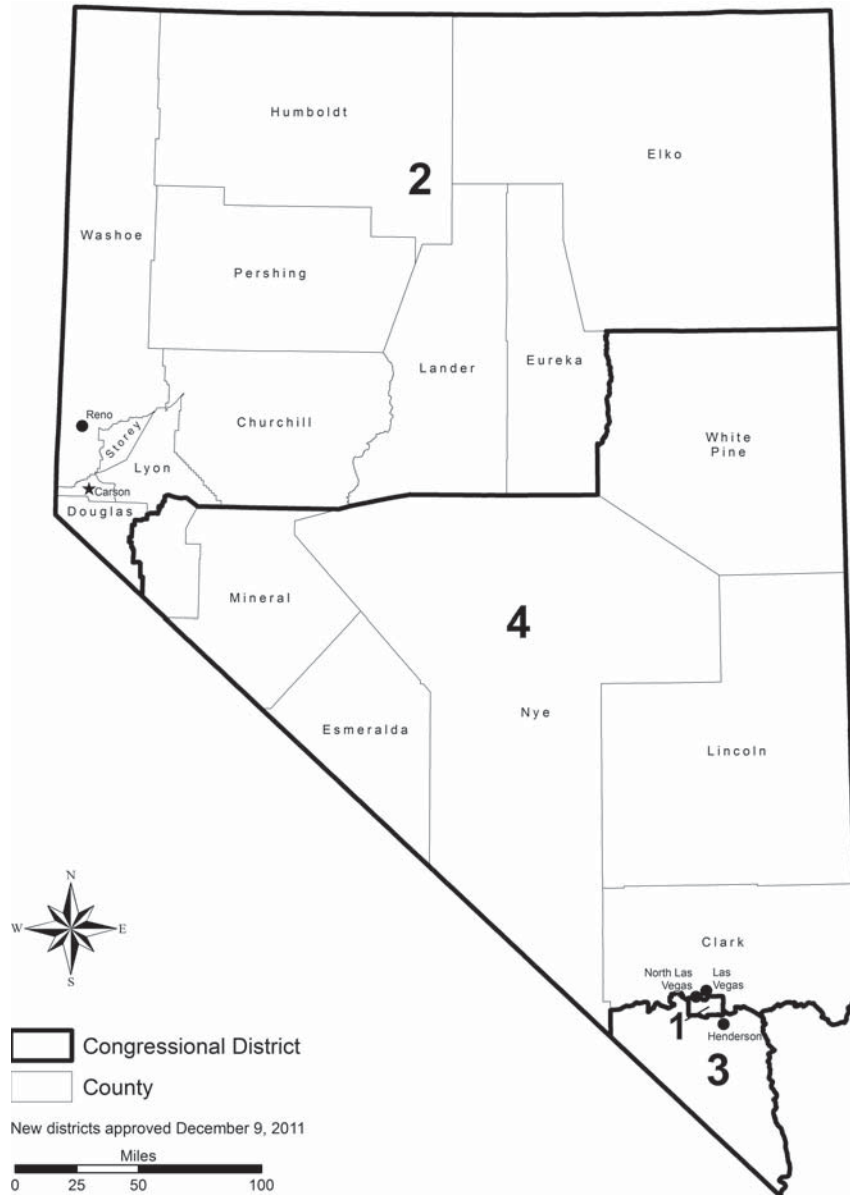 Humboldt
Elko
2
Washoe
Pershing
Lander
Eureka
Reno
Churchill
Storey
White
Pine
Lyon
Carson
Douglas
Mineral
4
Nye
Esmeralda
Lincoln
N
W
E
S
Clark
North Las
Vegas
Las
Vegas
1
Henderson
3
Congressional District
County
New districts approved December 9, 2011
Miles
0 25 50 100